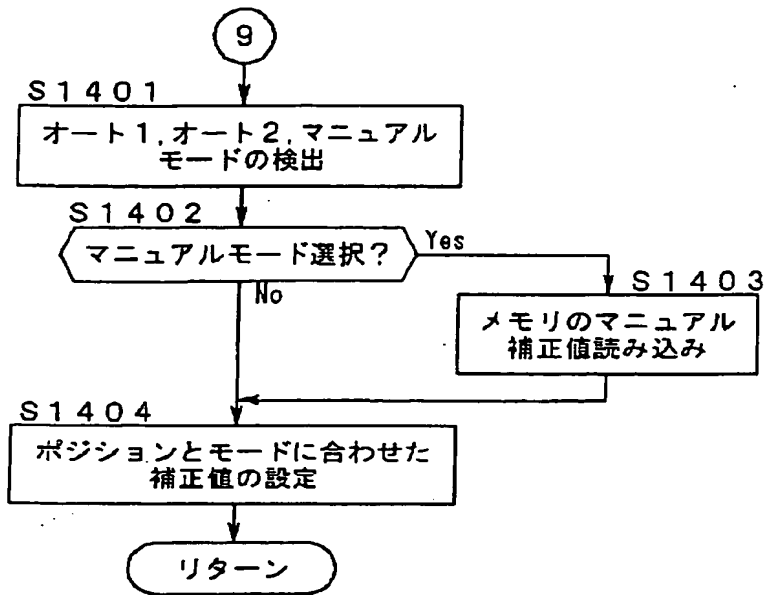 9
S1401
オート1,オート2,マニュアル
モードの検出
S1402
マニュアルモード選択?
Yes
No
S1403
メモリのマニュアル
補正値読み込み
S1404
ポジションとモードに合わせた
補正値の設定
リターン